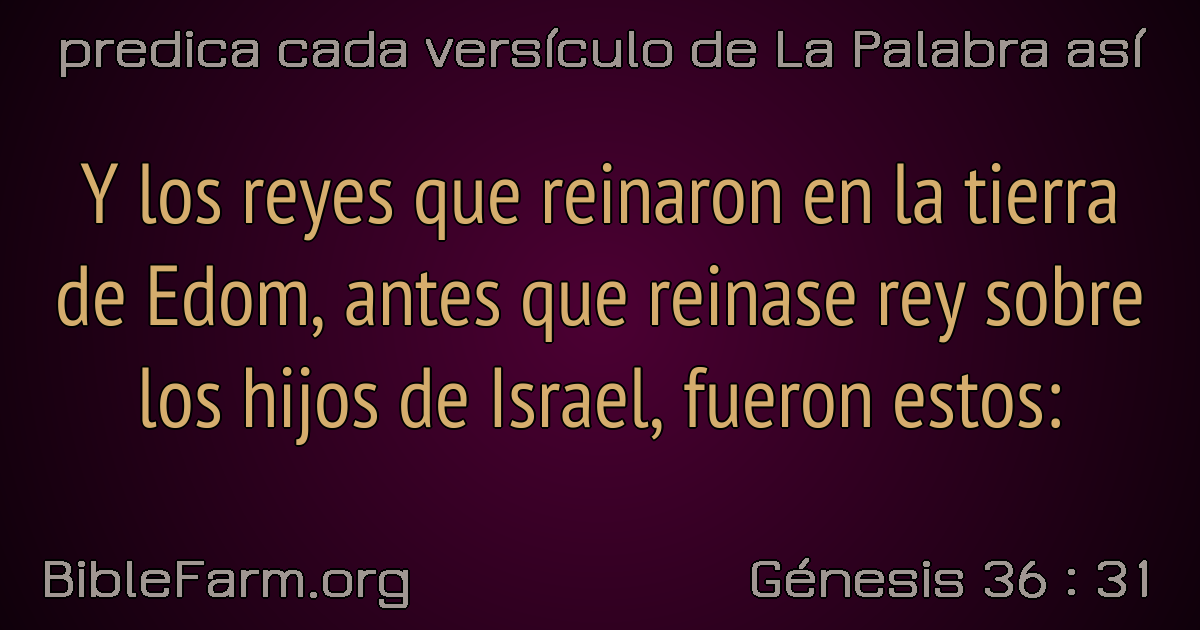 predica cada versículo de La Palabra así
Y los reyes que reinaron en la tierra
de Edom, antes que reinase rey sobre
los hijos de Israel, fueron estos:
BibleFarm.org
Génesis 36 : 31